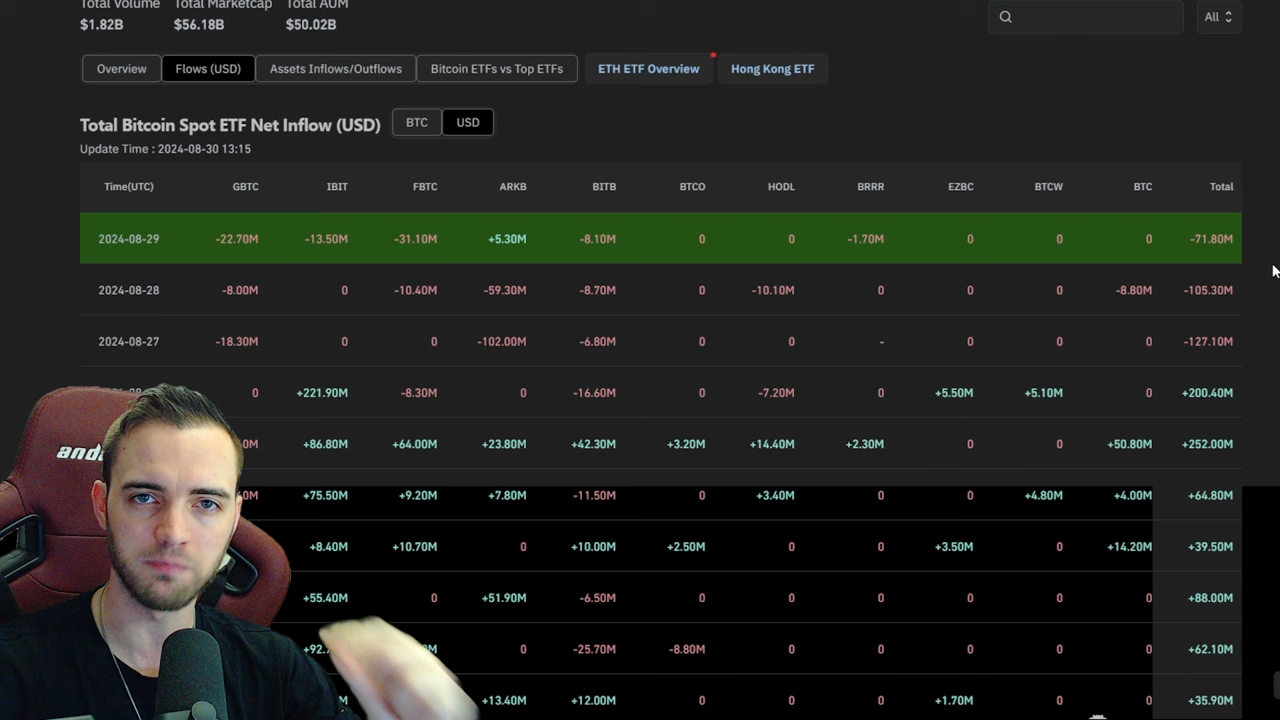 Total Volume Total Marketcap Total AUM
$1.82B $56.18B $50.02B
All
Overview Flows (USD) Assets Inflows/Outflows Bitcoin ETFs vs Top ETFs ETH ETF Overview Hong Kong ETF
Total Bitcoin Spot ETF Net Inflow (USD) BTC USD
Update Time : 2024-08-30 13:15
Time(UTC) GBTC IBIT FBTC ARKB BITB BTCO HODL BRRR EZBC BTCW BTC Total
2024-08-29 -22.70M -13.50M -31.10M +5.30M -8.10M 0 0 -1.70M 0 0 0 -71.80M
2024-08-28 -8.00M 0 -10.40M -59.30M -8.70M 0 -10.10M 0 0 0 -8.80M -105.30M
2024-08-27 -18.30M 0 0 -102.00M -6.80M 0 0 - 0 0 0 -127.10M
0 +221.90M -8.30M 0 -16.60M 0 -7.20M 0 +5.50M +5.10M 0 +200.40M
+86.80M +64.00M +23.80M +42.30M +3.20M +14.40M +2.30M 0 0 +50.80M +252.00M
+75.50M +9.20M +7.80M -11.50M 0 +3.40M 0 0 +4.80M +4.00M +64.80M
+8.40M +10.70M 0 +10.00M +2.50M 0 0 +3.50M 0 +14.20M +39.50M
+55.40M 0 +51.90M -6.50M 0 0 0 0 0 0 +88.00M
0 -25.70M -8.80M 0 0 0 0 0 +62.10M
+13.40M +12.00M 0 0 0 +1.70M 0 0 +35.90M